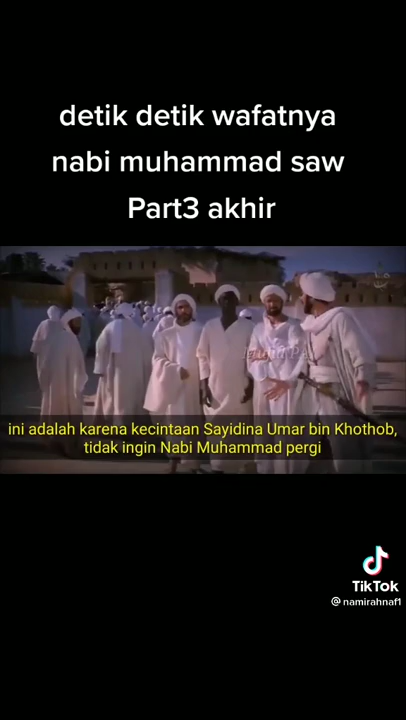 detik detik wafatnya
nabi muhammad saw
Part3 akhir
ini adalah karena kecintaan Sayidina Umar bin Khothob,
tidak ingin Nabi Muhammad pergi
TikTok
@namirahnaf1